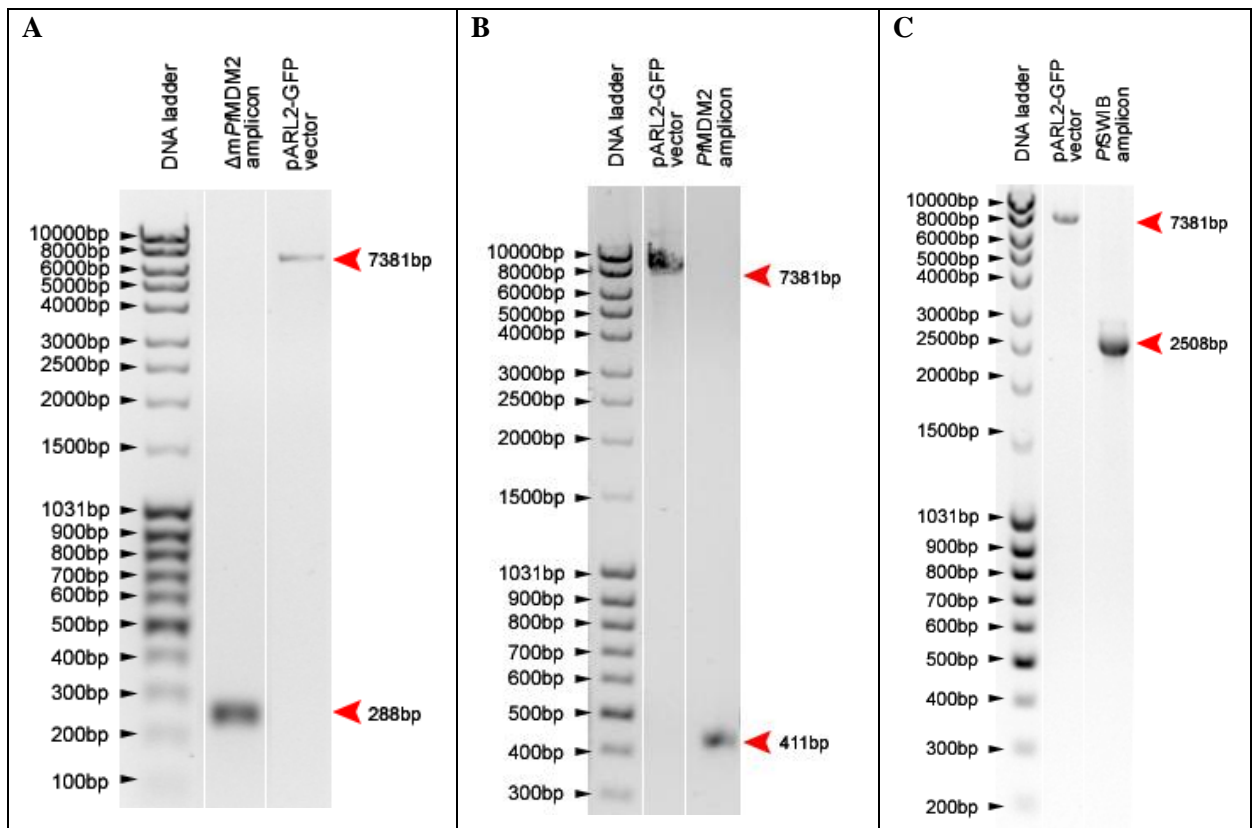 A
DNA ladder
ΔmPfMDM2
amplicon
pARL2-GFP
vector
10000bp
8000bp
6000bp
5000bp
4000bp
3000bp
2500bp
2000bp
1500bp
1031bp
900bp
800bp
700bp
600bp
500bp
400bp
300bp
200bp
100bp
7381bp
288bp
B
DNA ladder
pARL2-GFP
vector
PfMDM2
amplicon
10000bp
8000bp
6000bp
5000bp
4000bp
3000bp
2500bp
2000bp
1500bp
1031bp
900bp
800bp
700bp
600bp
500bp
400bp
300bp
7381bp
411bp
C
DNA ladder
pARL2-GFP
vector
PfSWIB
amplicon
10000bp
8000bp
6000bp
5000bp
4000bp
3000bp
2500bp
2000bp
1500bp
1031bp
900bp
800bp
700bp
600bp
500bp
400bp
300bp
200bp
7381bp
2508bp